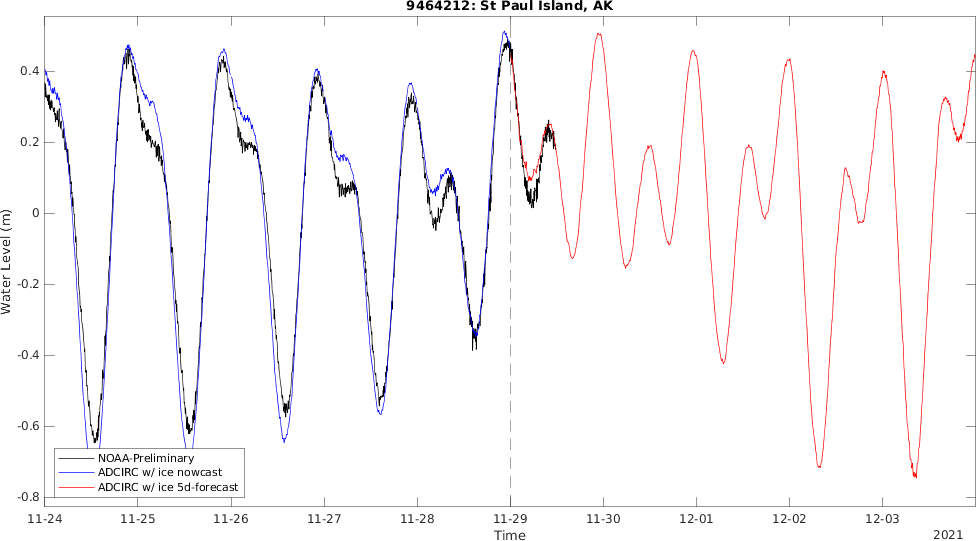 9464212: St Paul Island, AK
0.4
0.2
0
-0.2
-0.4
-0.6
-0.8
Water Level (m)
NOAA-Preliminary
ADCIRC w/ ice nowcast
ADCIRC w/ ice 5d-forecast
11-24 11-25 11-26 11-27 11-28 11-29 11-30 12-01 12-02 12-03
Time
2021